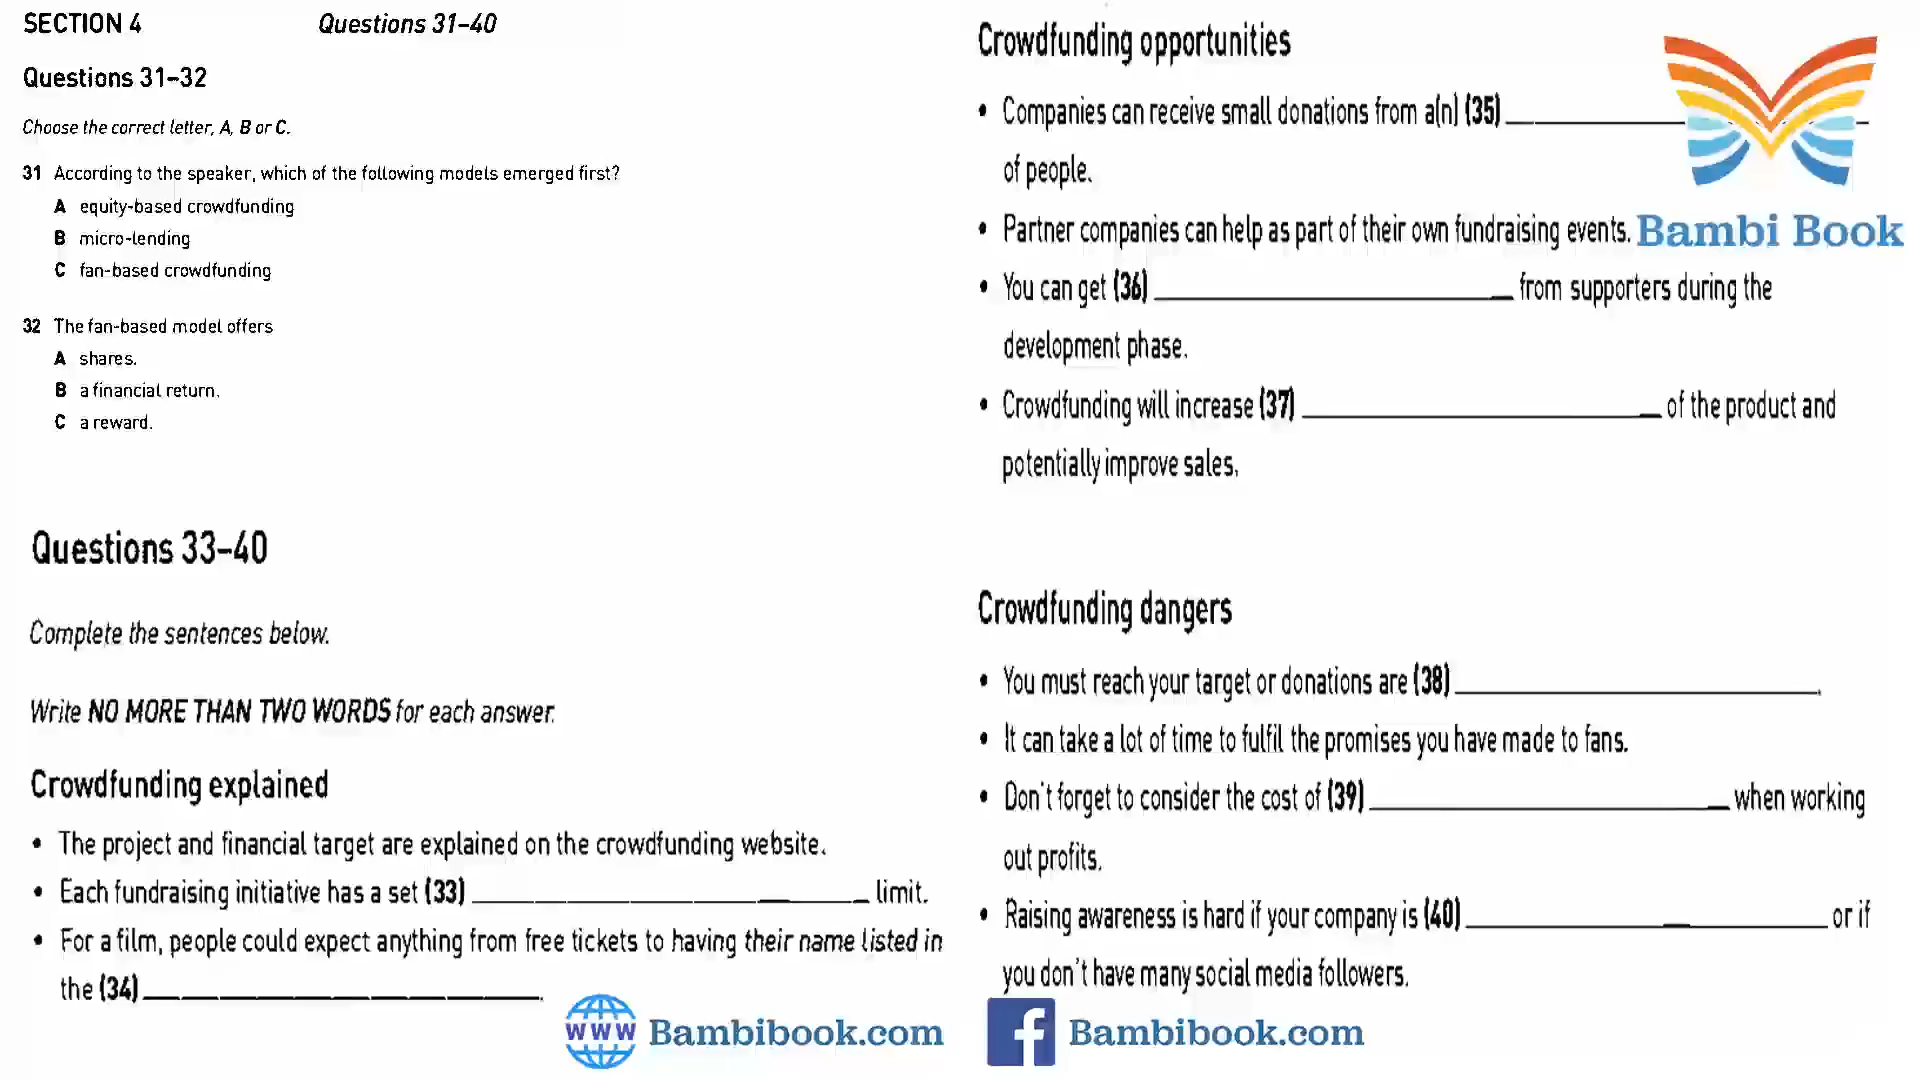 SECTION 4 Questions 31–40
Questions 31–32
Choose the correct letter, A, B or C.
31 According to the speaker, which of the following models emerged first?
A equity-based crowdfunding
B micro-lending
C fan-based crowdfunding
32 The fan-based model offers
A shares.
B a financial return.
C a reward.
Questions 33–40
Complete the sentences below.
Write NO MORE THAN TWO WORDS for each answer.
Crowdfunding explained
• The project and financial target are explained on the crowdfunding website.
• Each fundraising initiative has a set (33) ____________ limit.
• For a film, people could expect anything from free tickets to having their name listed in
the (34) ____________.
Crowdfunding opportunities
• Companies can receive small donations from a(n) (35) ____________
of people.
• Partner companies can help as part of their own fundraising events.
• You can get (36) ____________ from supporters during the
development phase.
• Crowdfunding will increase (37) ____________ of the product and
potentially improve sales.
Crowdfunding dangers
• You must reach your target or donations are (38) ____________.
• It can take a lot of time to fulfil the promises you have made to fans.
• Don't forget to consider the cost of (39) ____________ when working
out profits.
• Raising awareness is hard if your company is (40) ____________ or if
you don't have many social media followers.
Bambi Book
www Bambibook.com
f Bambibook.com